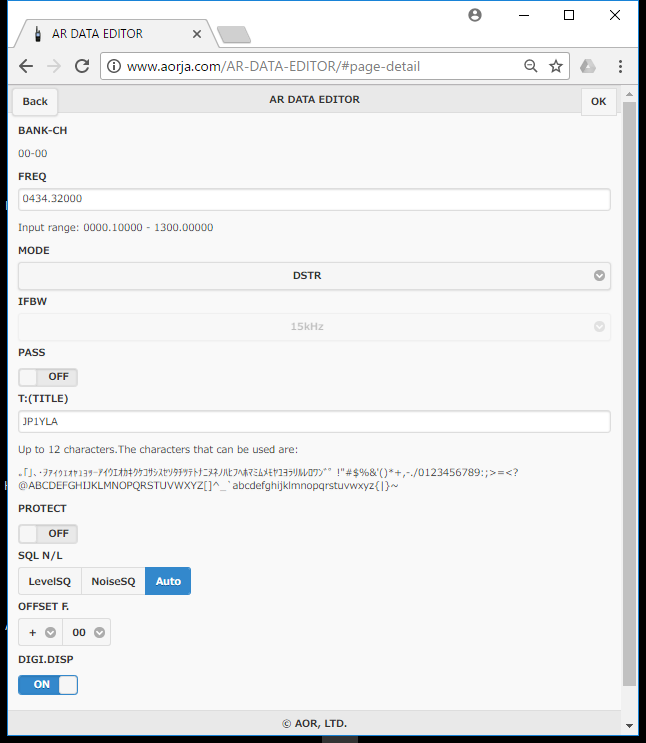 AR DATA EDITOR
www.aorja.com/AR-DATA-EDITOR/#page-detail
Back
AR DATA EDITOR
OK
BANK-CH
00-00
FREQ
0434.32000
Input range: 0000.10000 - 1300.00000
MODE
DSTR
IFBW
15kHz
PASS
OFF
T:(TITLE)
JP1YLA
Up to 12 characters.The characters that can be used are:
｡｢｣､･ｦｧｨｩｪｫｬｭｮｯｰｱｲｳｴｵｶｷｸｹｺｻｼｽｾｿﾀﾁﾂﾃﾄﾅﾆﾇﾈﾉﾊﾋﾌﾍﾎﾏﾐﾑﾒﾓﾔﾕﾖﾗﾘﾙﾚﾛﾜﾝﾞﾟ !"#$%&'()*+,-./0123456789:;>=<?
@ABCDEFGHIJKLMNOPQRSTUVWXYZ[]^_`abcdefghijklmnopqrstuvwxyz{|}~
PROTECT
OFF
SQL N/L
LevelSQ NoiseSQ Auto
OFFSET F.
+ 00
DIGI.DISP
ON
© AOR, LTD.